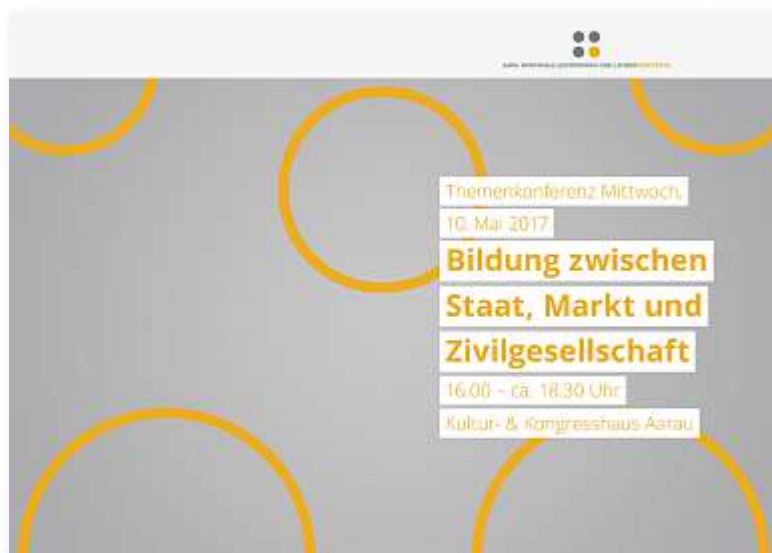 Themenkonferenz Mittwoch,
10. Mai 2017
Bildung zwischen
Staat, Markt und
Zivilgesellschaft
16.00 – ca. 18.30 Uhr
Kultur- & Kongresshaus Aarau